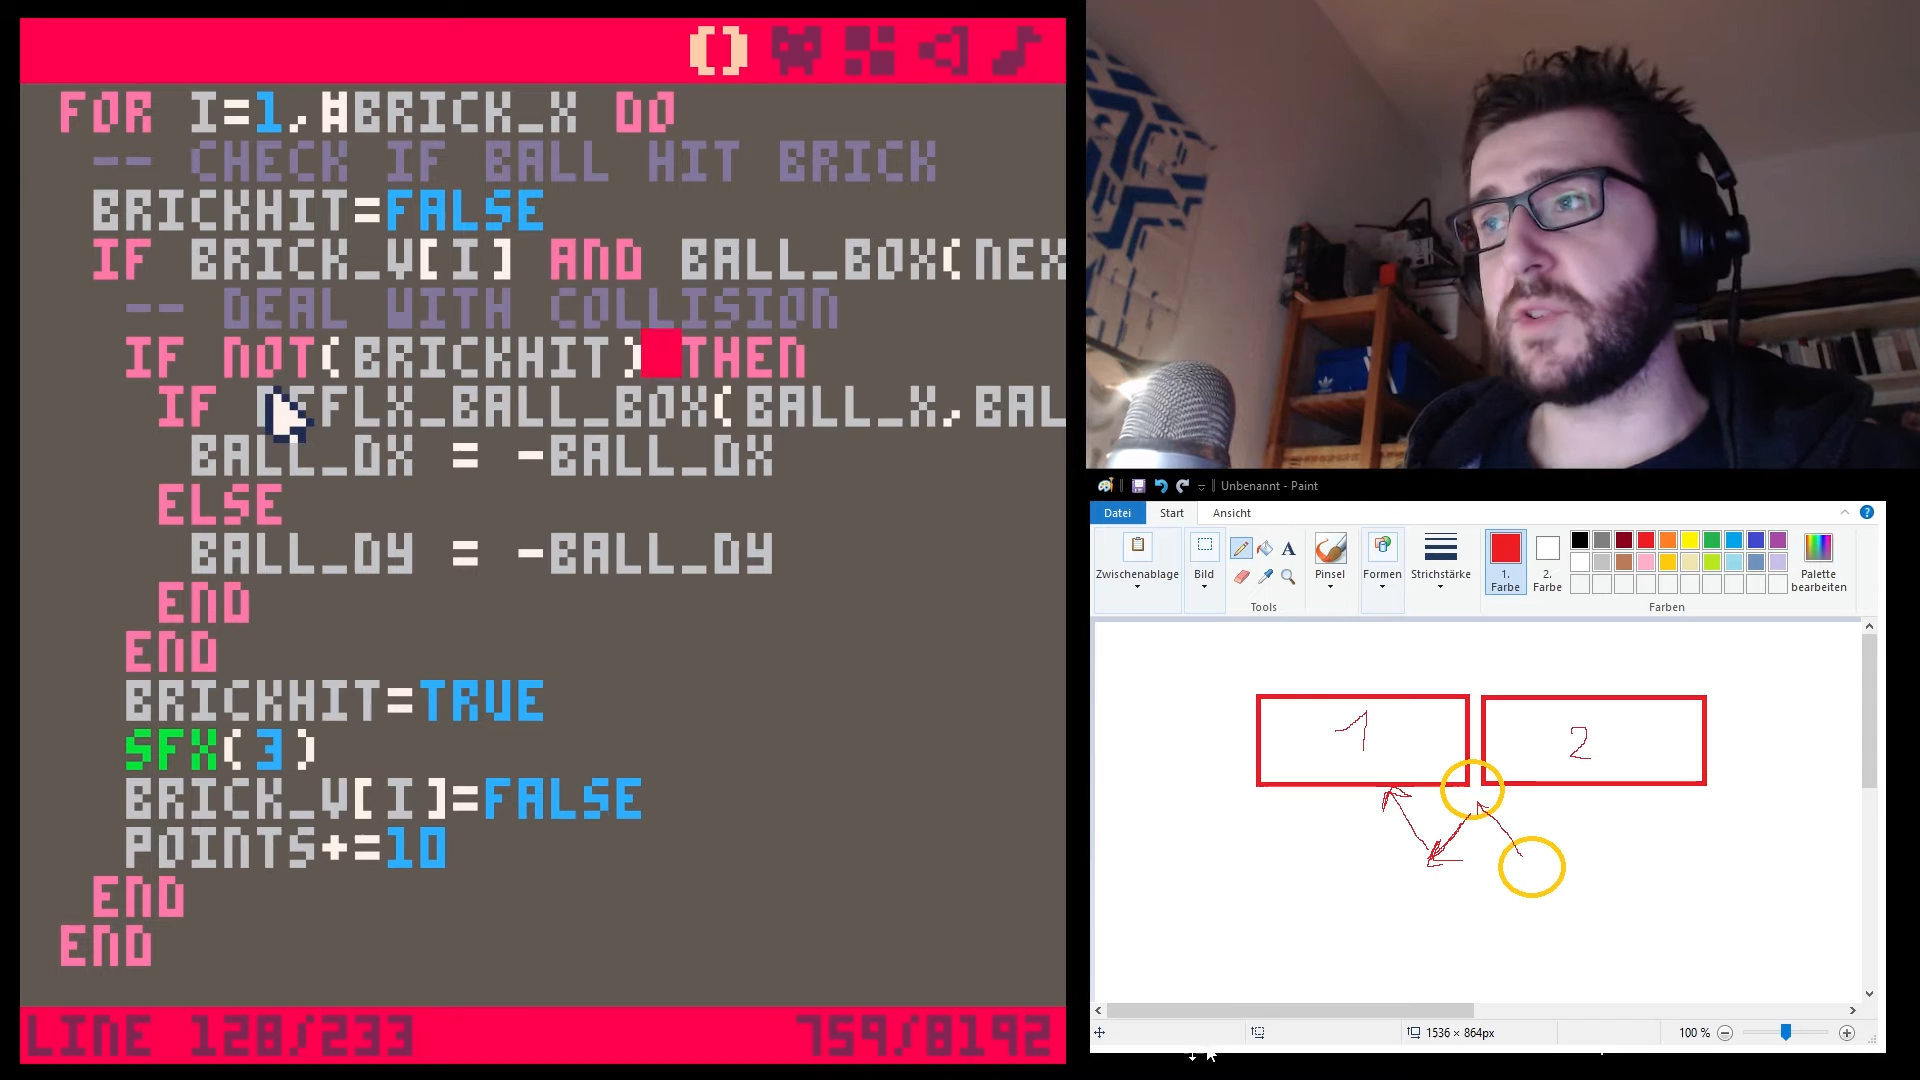 FOR I=1,#BRICK_X DO
-- CHECK IF BALL HIT BRICK
BRICKHIT=FALSE
IF BRICK_V[I] AND BALL_BOX(NEX
-- DEAL WITH COLLISION
IF NOT(BRICKHIT) THEN
IF FLX_BALL_BOX(BALL_X,BAL
BALL_DX = -BALL_DX
ELSE
BALL_DY = -BALL_DY
END
END
BRICKHIT=TRUE
SFX(3)
BRICK_V[I]=FALSE
POINTS+=10
END
END
LINE 128/233
759/8192
Unbenannt - Paint
Datei Start Ansicht
Zwischenablage
Bild
A
Tools
Pinsel
Formen
Strichstärke
1. Farbe
2. Farbe
Palette bearbeiten
Farben
?
1
2
1536 × 864px
100 %